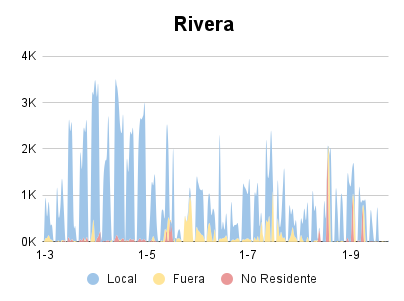 Rivera
4K
3K
2K
1K
0K
1-3 1-5 1-7 1-9
Local Fuera No Residente